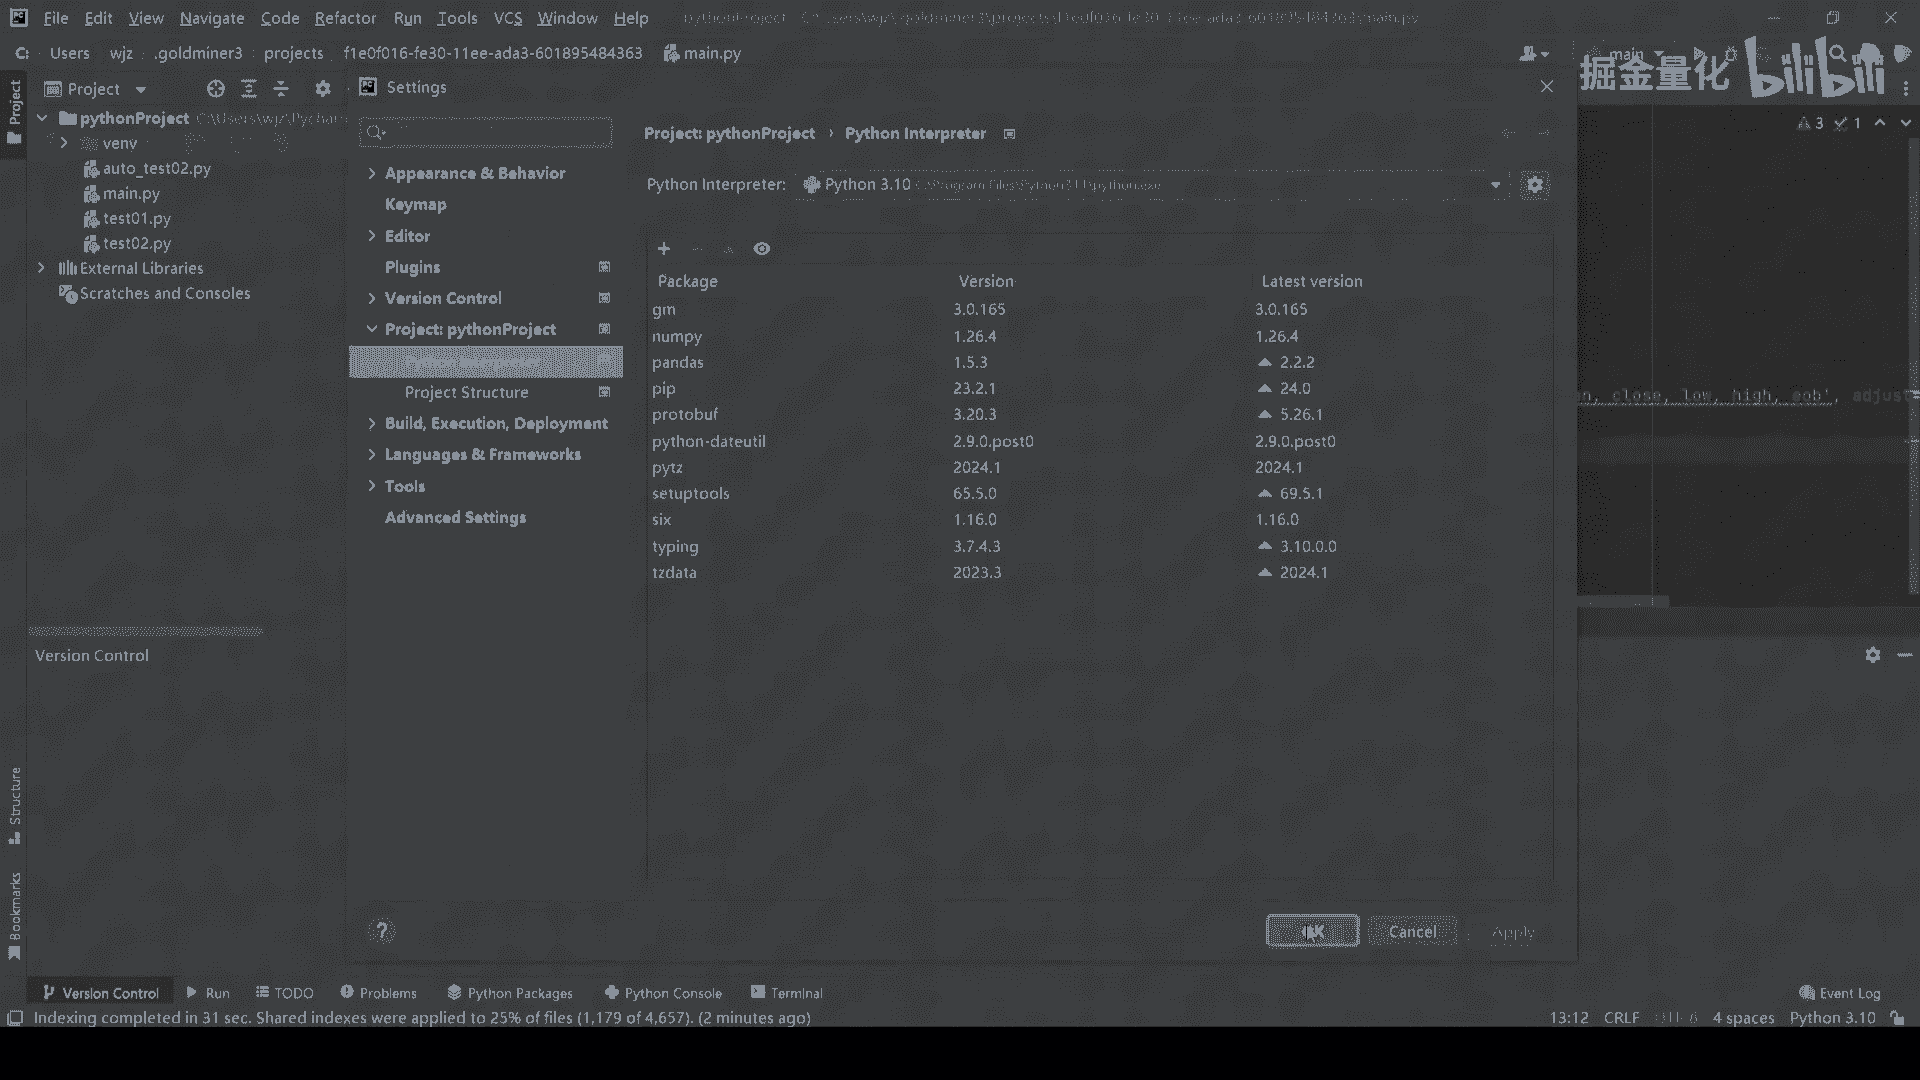 File Edit View Navigate Code Refactor Run Tools VCS Window Help
C: Users wjz .goldminer3 projects f1e0f016-fe30-11ee-ada3-601895484363 main.py
main
掘金量化 bilibili
Project
Project
Settings
3 1
pythonProject
venv
auto_test02.py
main.py
test01.py
test02.py
External Libraries
Scratches and Consoles
Appearance & Behavior
Keymap
Editor
Plugins
Version Control
Project: pythonProject
Project Structure
Build, Execution, Deployment
Languages & Frameworks
Tools
Advanced Settings
Project: pythonProject › Python Interpreter
Python Interpreter: Python 3.10
Package Version Latest version
gm 3.0.165 3.0.165
numpy 1.26.4 1.26.4
pandas 1.5.3 2.2.2
pip 23.2.1 24.0
protobuf 3.20.3 5.26.1
python-dateutil 2.9.0.post0 2.9.0.post0
pytz 2024.1 2024.1
setuptools 65.5.0 69.5.1
six 1.16.0 1.16.0
typing 3.7.4.3 3.10.0.0
tzdata 2023.3 2024.1
close, low, high, eob', adjust
?
Cancel Apply
Version Control
Structure
Bookmarks
Version Control Run TODO Problems Python Packages Python Console Terminal Event Log
Indexing completed in 31 sec. Shared indexes were applied to 25% of files (1,179 of 4,657). (2 minutes ago) 13:12 CRLF 4 spaces Python 3.10